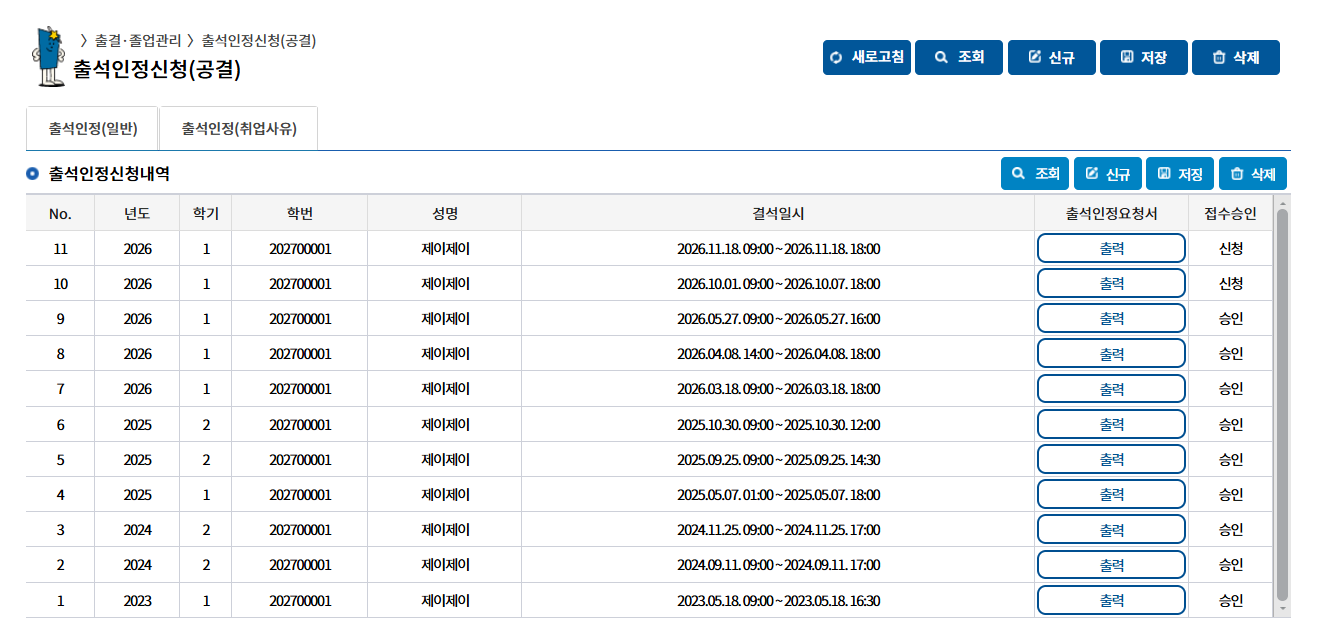 〉 출결·졸업관리 〉 출석인정신청(공결)
출석인정신청(공결)
새로고침 조회 신규 저장 삭제
출석인정(일반) 출석인정(취업사유)
출석인정신청내역
조회 신규 저장 삭제
No. 년도 학기 학번 성명 결석일시 출석인정요청서 접수승인
11 2026 1 202700001 제이제이 2026.11.18. 09:00 ~ 2026.11.18. 18:00 출력 신청
10 2026 1 202700001 제이제이 2026.10.01. 09:00 ~ 2026.10.07. 18:00 출력 신청
9 2026 1 202700001 제이제이 2026.05.27. 09:00 ~ 2026.05.27. 16:00 출력 승인
8 2026 1 202700001 제이제이 2026.04.08. 14:00 ~ 2026.04.08. 18:00 출력 승인
7 2026 1 202700001 제이제이 2026.03.18. 09:00 ~ 2026.03.18. 18:00 출력 승인
6 2025 2 202700001 제이제이 2025.10.30. 09:00 ~ 2025.10.30. 12:00 출력 승인
5 2025 2 202700001 제이제이 2025.09.25. 09:00 ~ 2025.09.25. 14:30 출력 승인
4 2025 1 202700001 제이제이 2025.05.07. 01:00 ~ 2025.05.07. 18:00 출력 승인
3 2024 2 202700001 제이제이 2024.11.25. 09:00 ~ 2024.11.25. 17:00 출력 승인
2 2024 2 202700001 제이제이 2024.09.11. 09:00 ~ 2024.09.11. 17:00 출력 승인
1 2023 1 202700001 제이제이 2023.05.18. 09:00 ~ 2023.05.18. 16:30 출력 승인